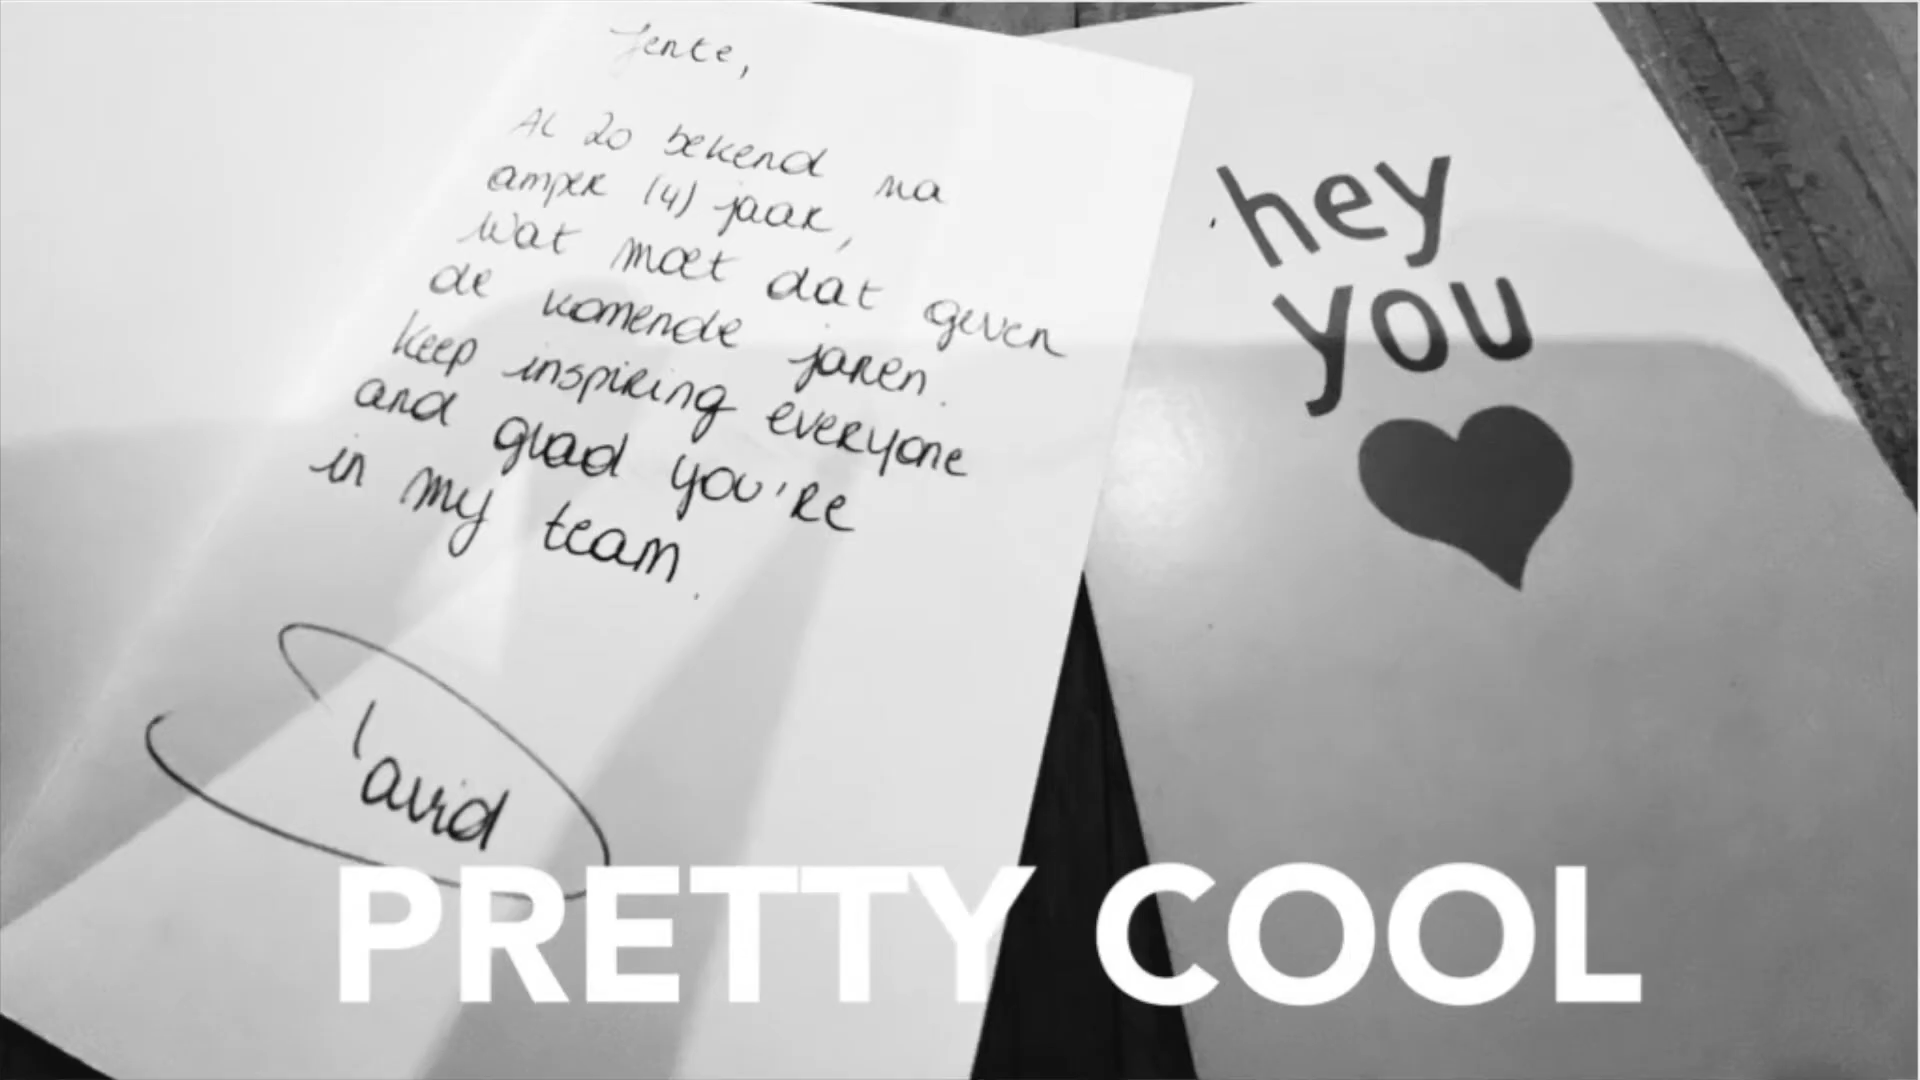 Jente,
Al zo bekend na
amper (4) jaar,
Wat moet dat geven
de komende jaren.
Keep inspiring everyone
and glad you're
in my team.
David
hey
you
PRETTY COOL